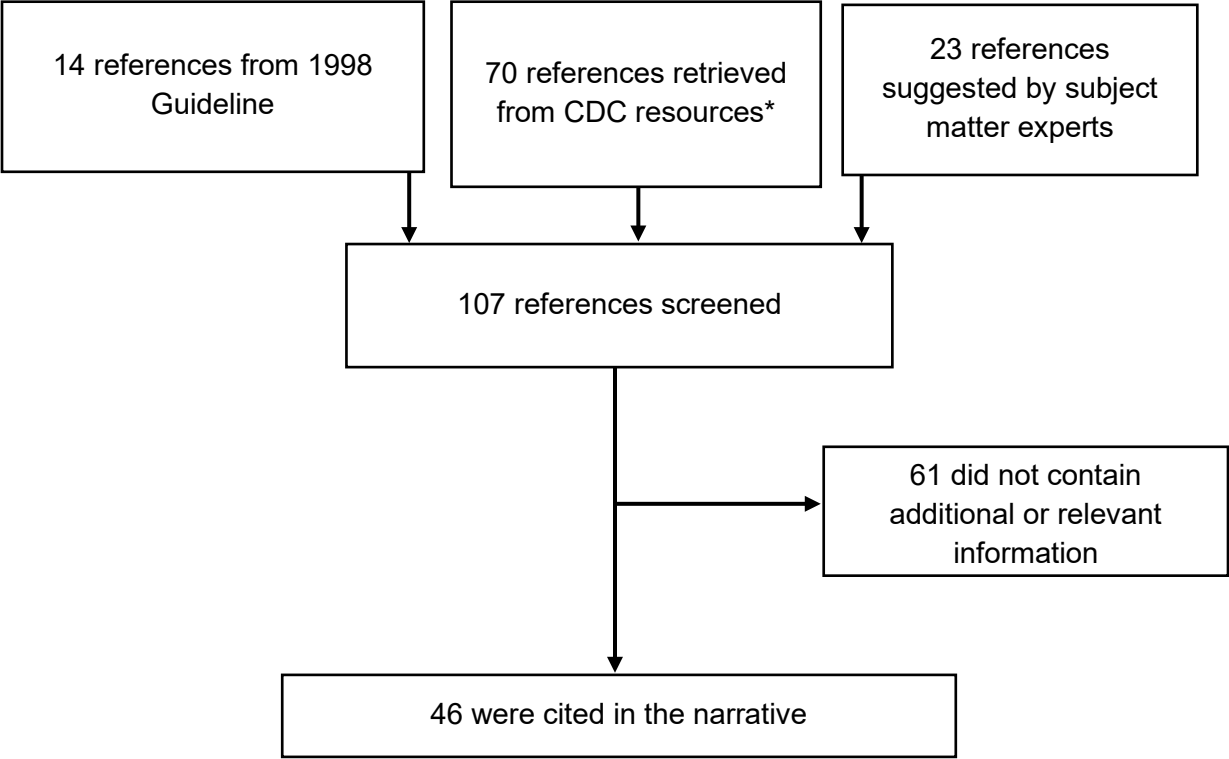 14 references from 1998
Guideline
70 references retrieved
from CDC resources*
23 references
suggested by subject
matter experts
107 references screened
61 did not contain
additional or relevant
information
46 were cited in the narrative